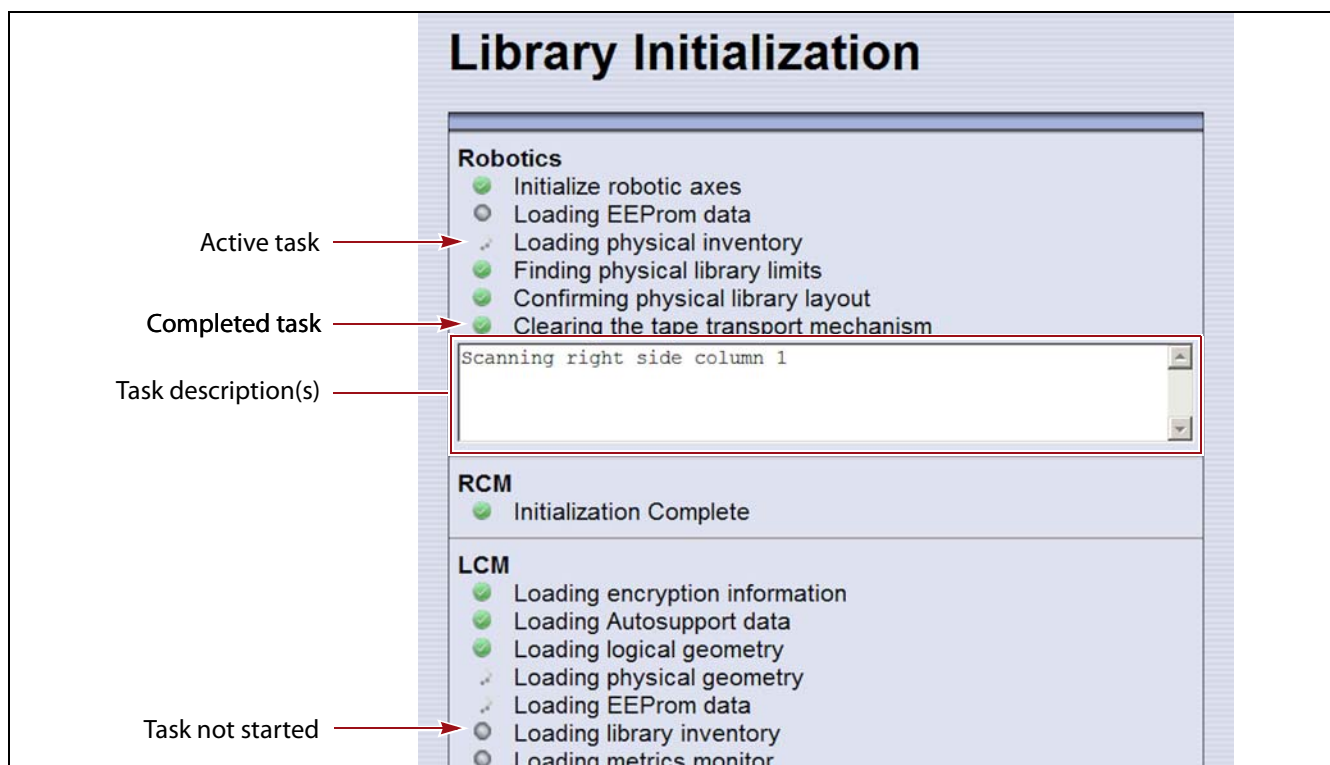 Library Initialization
Robotics
Initialize robotic axes
Loading EEProm data
Active task
Loading physical inventory
Finding physical library limits
Confirming physical library layout
Completed task
Clearing the tape transport mechanism
Scanning right side column 1
Task description(s)
RCM
Initialization Complete
LCM
Loading encryption information
Loading Autosupport data
Loading logical geometry
Loading physical geometry
Loading EEProm data
Task not started
Loading library inventory
Loading metrics monitor